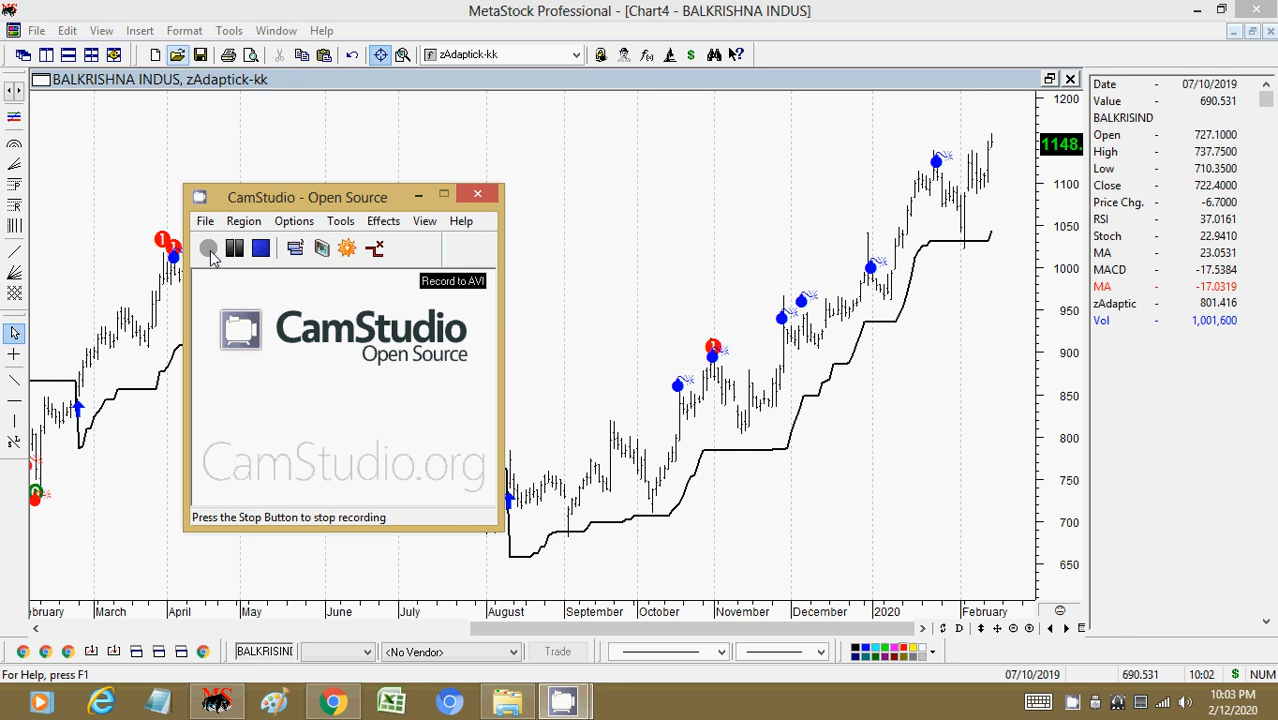 MetaStock Professional - [Chart4 - BALKRISHNA INDUS]
File Edit View Insert Format Tools Window Help
zAdaptick-kk
BALKRISHNA INDUS, zAdaptick-kk
1200
1148.
1100
1050
1000
950
900
850
800
750
700
650
CamStudio - Open Source
File Region Options Tools Effects View Help
Record to AVI
CamStudio
Open Source
CamStudio.org
Press the Stop Button to stop recording
Date - 07/10/2019
Value - 690.531
BALKRISIND
Open - 727.1000
High - 737.7500
Low - 710.3500
Close - 722.4000
Price Chg. - -6.7000
RSI - 37.0161
Stoch - 22.9410
MA - 23.0531
MACD - -17.5384
MA - -17.0319
zAdaptic - 801.416
Vol - 1,001,600
ebruary March April May June July August September October November December 2020 February
BALKRISINI <No Vendor> Trade
For Help, press F1
07/10/2019 690.531 10:02 $ NUM
10:03 PM
2/12/2020